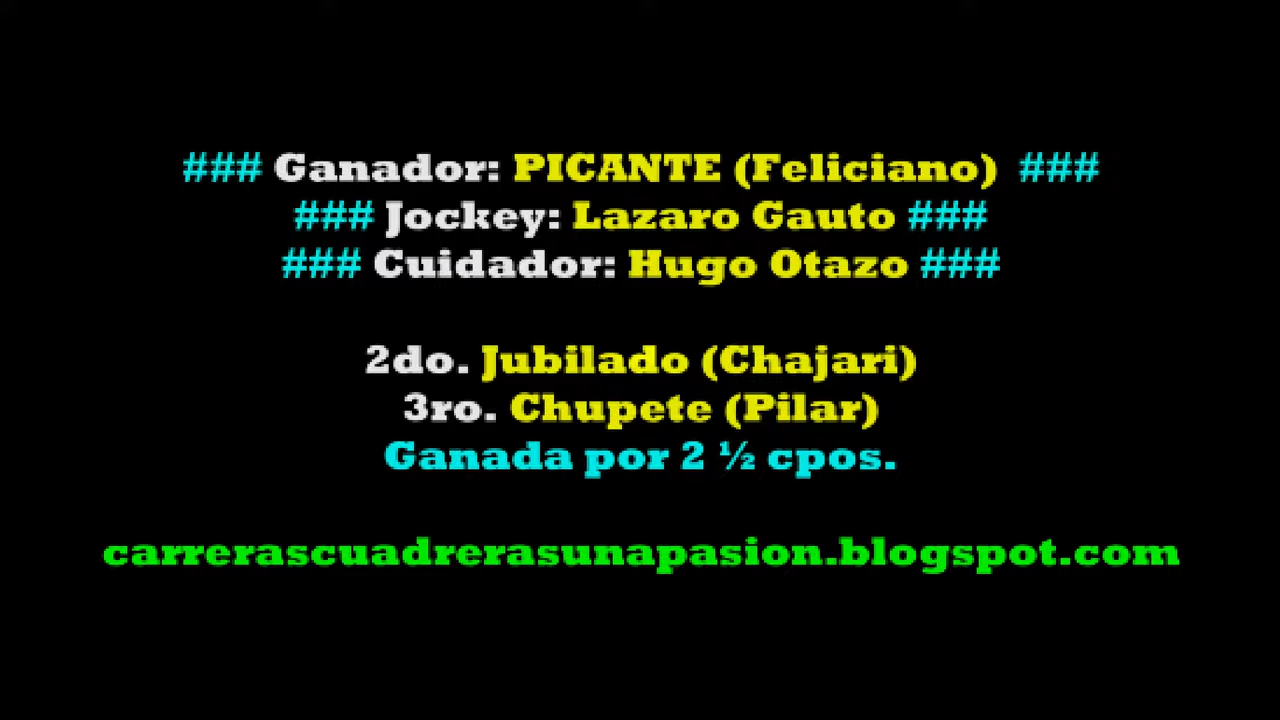 ### Ganador: PICANTE (Feliciano) ###
### Jockey: Lazaro Gauto ###
### Cuidador: Hugo Otazo ###
2do. Jubilado (Chajari)
3ro. Chupete (Pilar)
Ganada por 2 ½ cpos.
carrerascuadrerasunapasion.blogspot.com